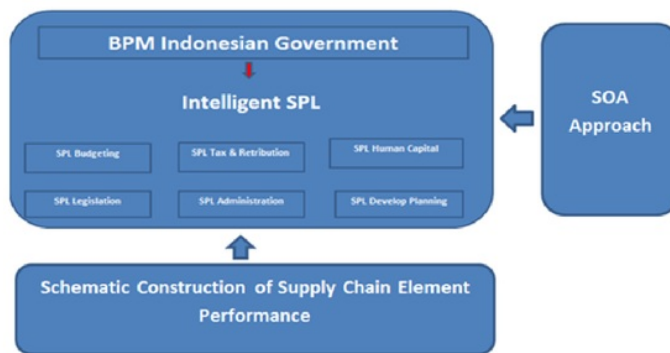 BPM Indonesian Government
Intelligent SPL
SPL Budgeting
SPL Tax & Retribution
SPL Human Capital
SPL Legislation
SPL Administration
SPL Develop Planning
SOA
Approach
Schematic Construction of Supply Chain Element
Performance